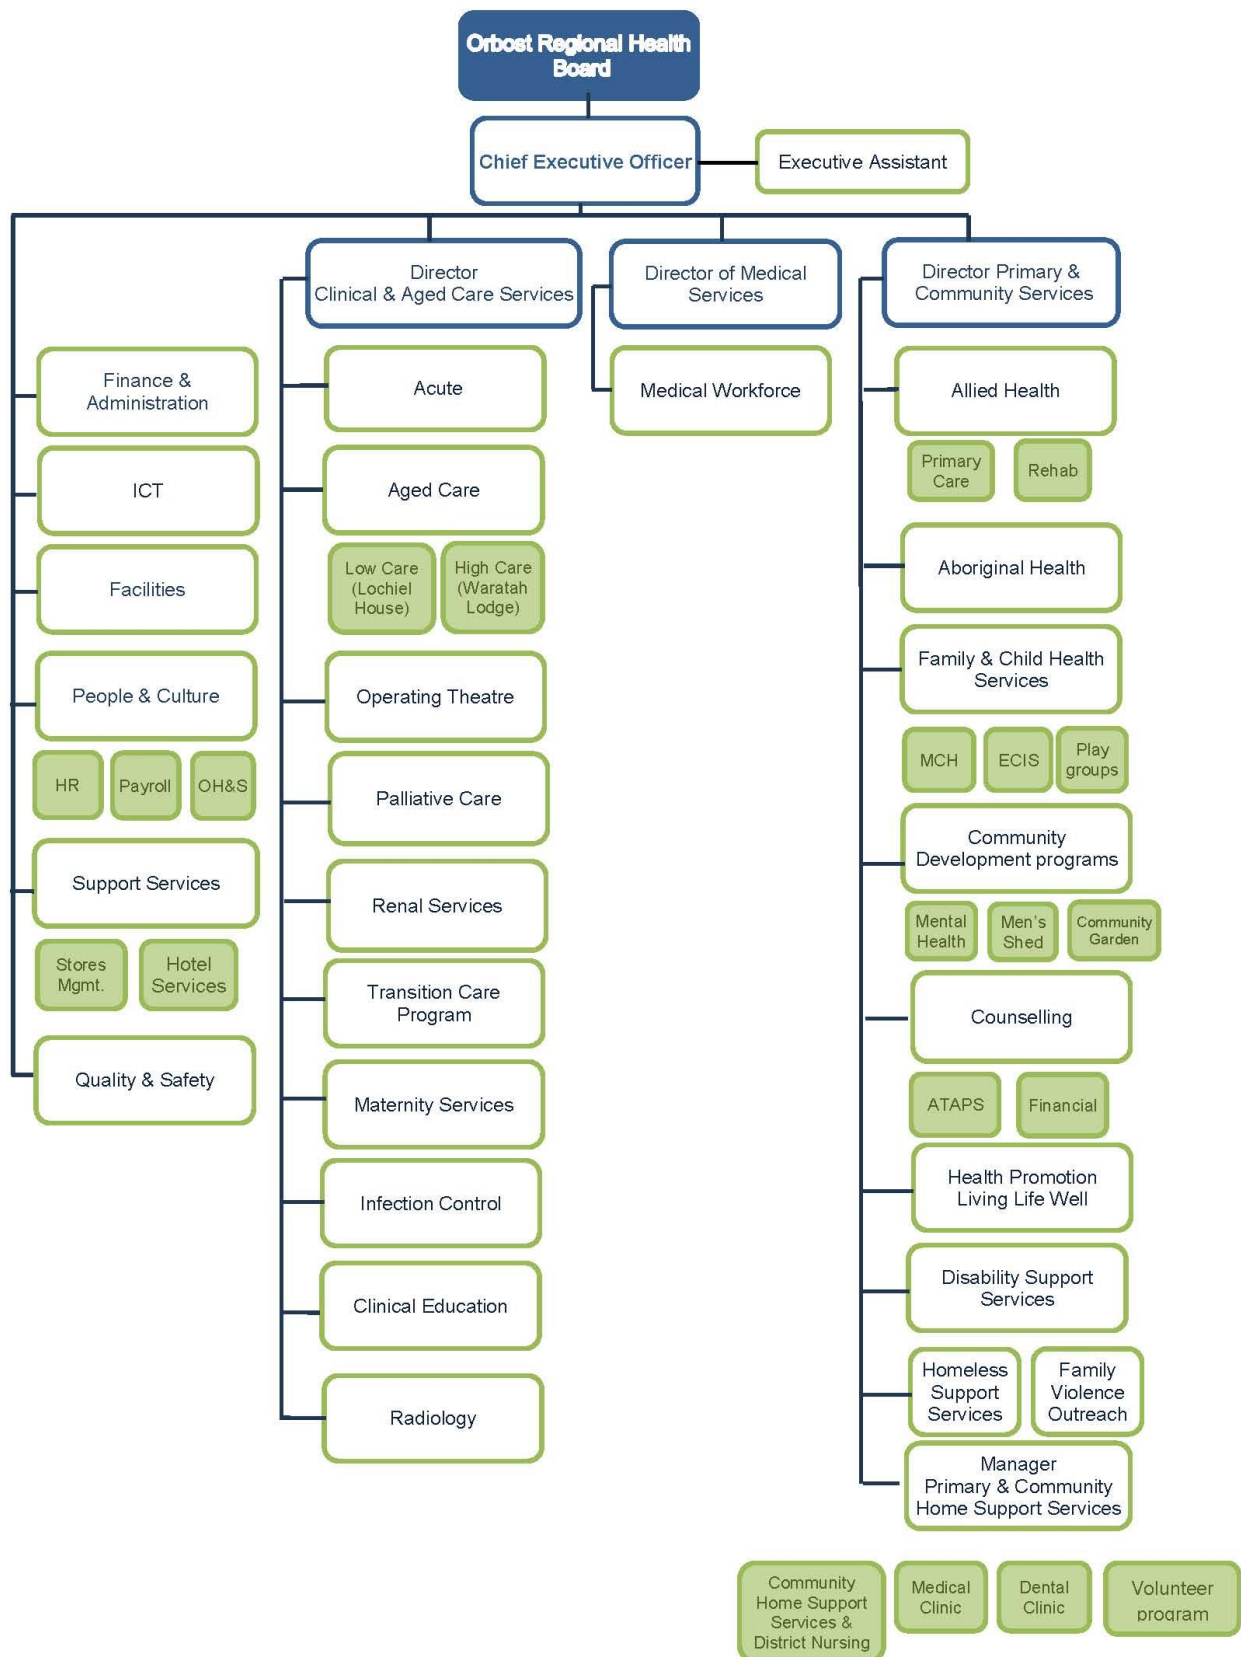 Orbost Regional Health
Board
Chief Executive Officer
Executive Assistant
Director
Clinical & Aged Care Services
Director of Medical
Services
Director Primary &
Community Services
Finance &
Administration
ICT
Facilities
People & Culture
HR
Payroll
OH&S
Support Services
Stores
Mgmt.
Hotel
Services
Quality & Safety
Acute
Aged Care
Low Care
(Lochiel
House)
High Care
(Waratah
Lodge)
Operating Theatre
Palliative Care
Renal Services
Transition Care
Program
Maternity Services
Infection Control
Clinical Education
Radiology
Medical Workforce
Allied Health
Primary
Care
Rehab
Aboriginal Health
Family & Child Health
Services
MCH
ECIS
Play
groups
Community
Development programs
Mental
Health
Men's
Shed
Community
Garden
Counselling
ATAPS
Financial
Health Promotion
Living Life Well
Disability Support
Services
Homeless
Support
Services
Family
Violence
Outreach
Manager
Primary & Community
Home Support Services
Community
Home Support
Services &
District Nursing
Medical
Clinic
Dental
Clinic
Volunteer
program